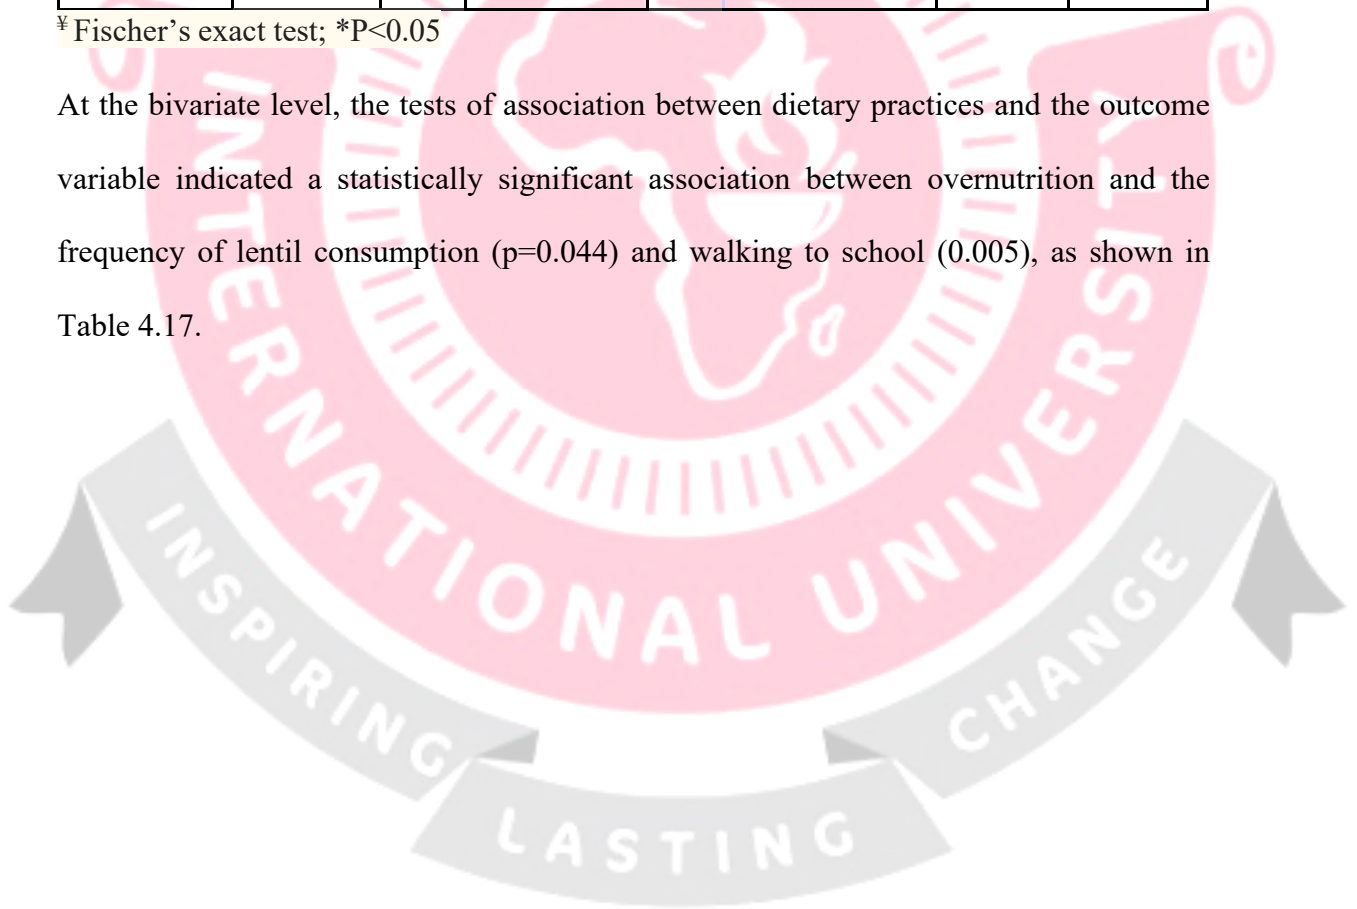 ¥ Fischer’s exact test; *P<0.05
At the bivariate level, the tests of association between dietary practices and the outcome
variable indicated a statistically significant association between overnutrition and the
frequency of lentil consumption (p=0.044) and walking to school (0.005), as shown in
Table 4.17.
INTERNATIONAL UNIVERSITY
INSPIRING
LASTING
CHANGE